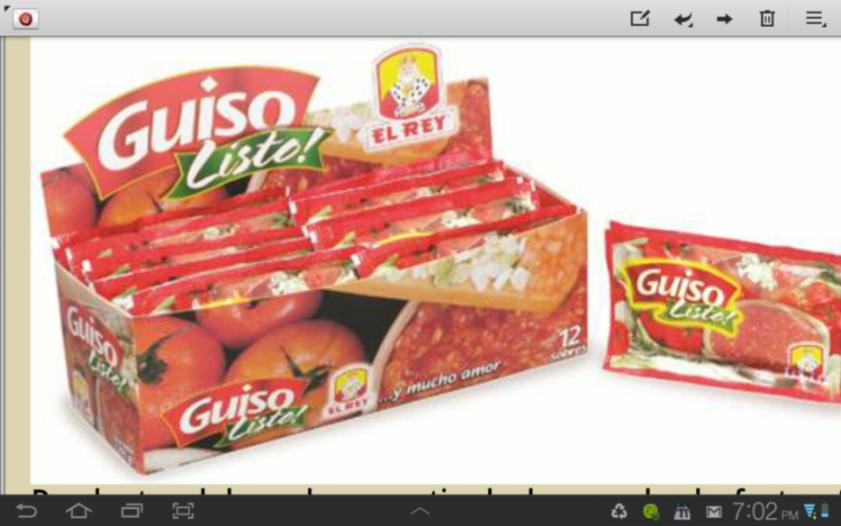 Guiso
Listo!
EL REY
Guiso
Listo!
Guiso
Listo!
12
sobres
...y mucho amor
Guiso
Listo!
EL REY
7:02 PM